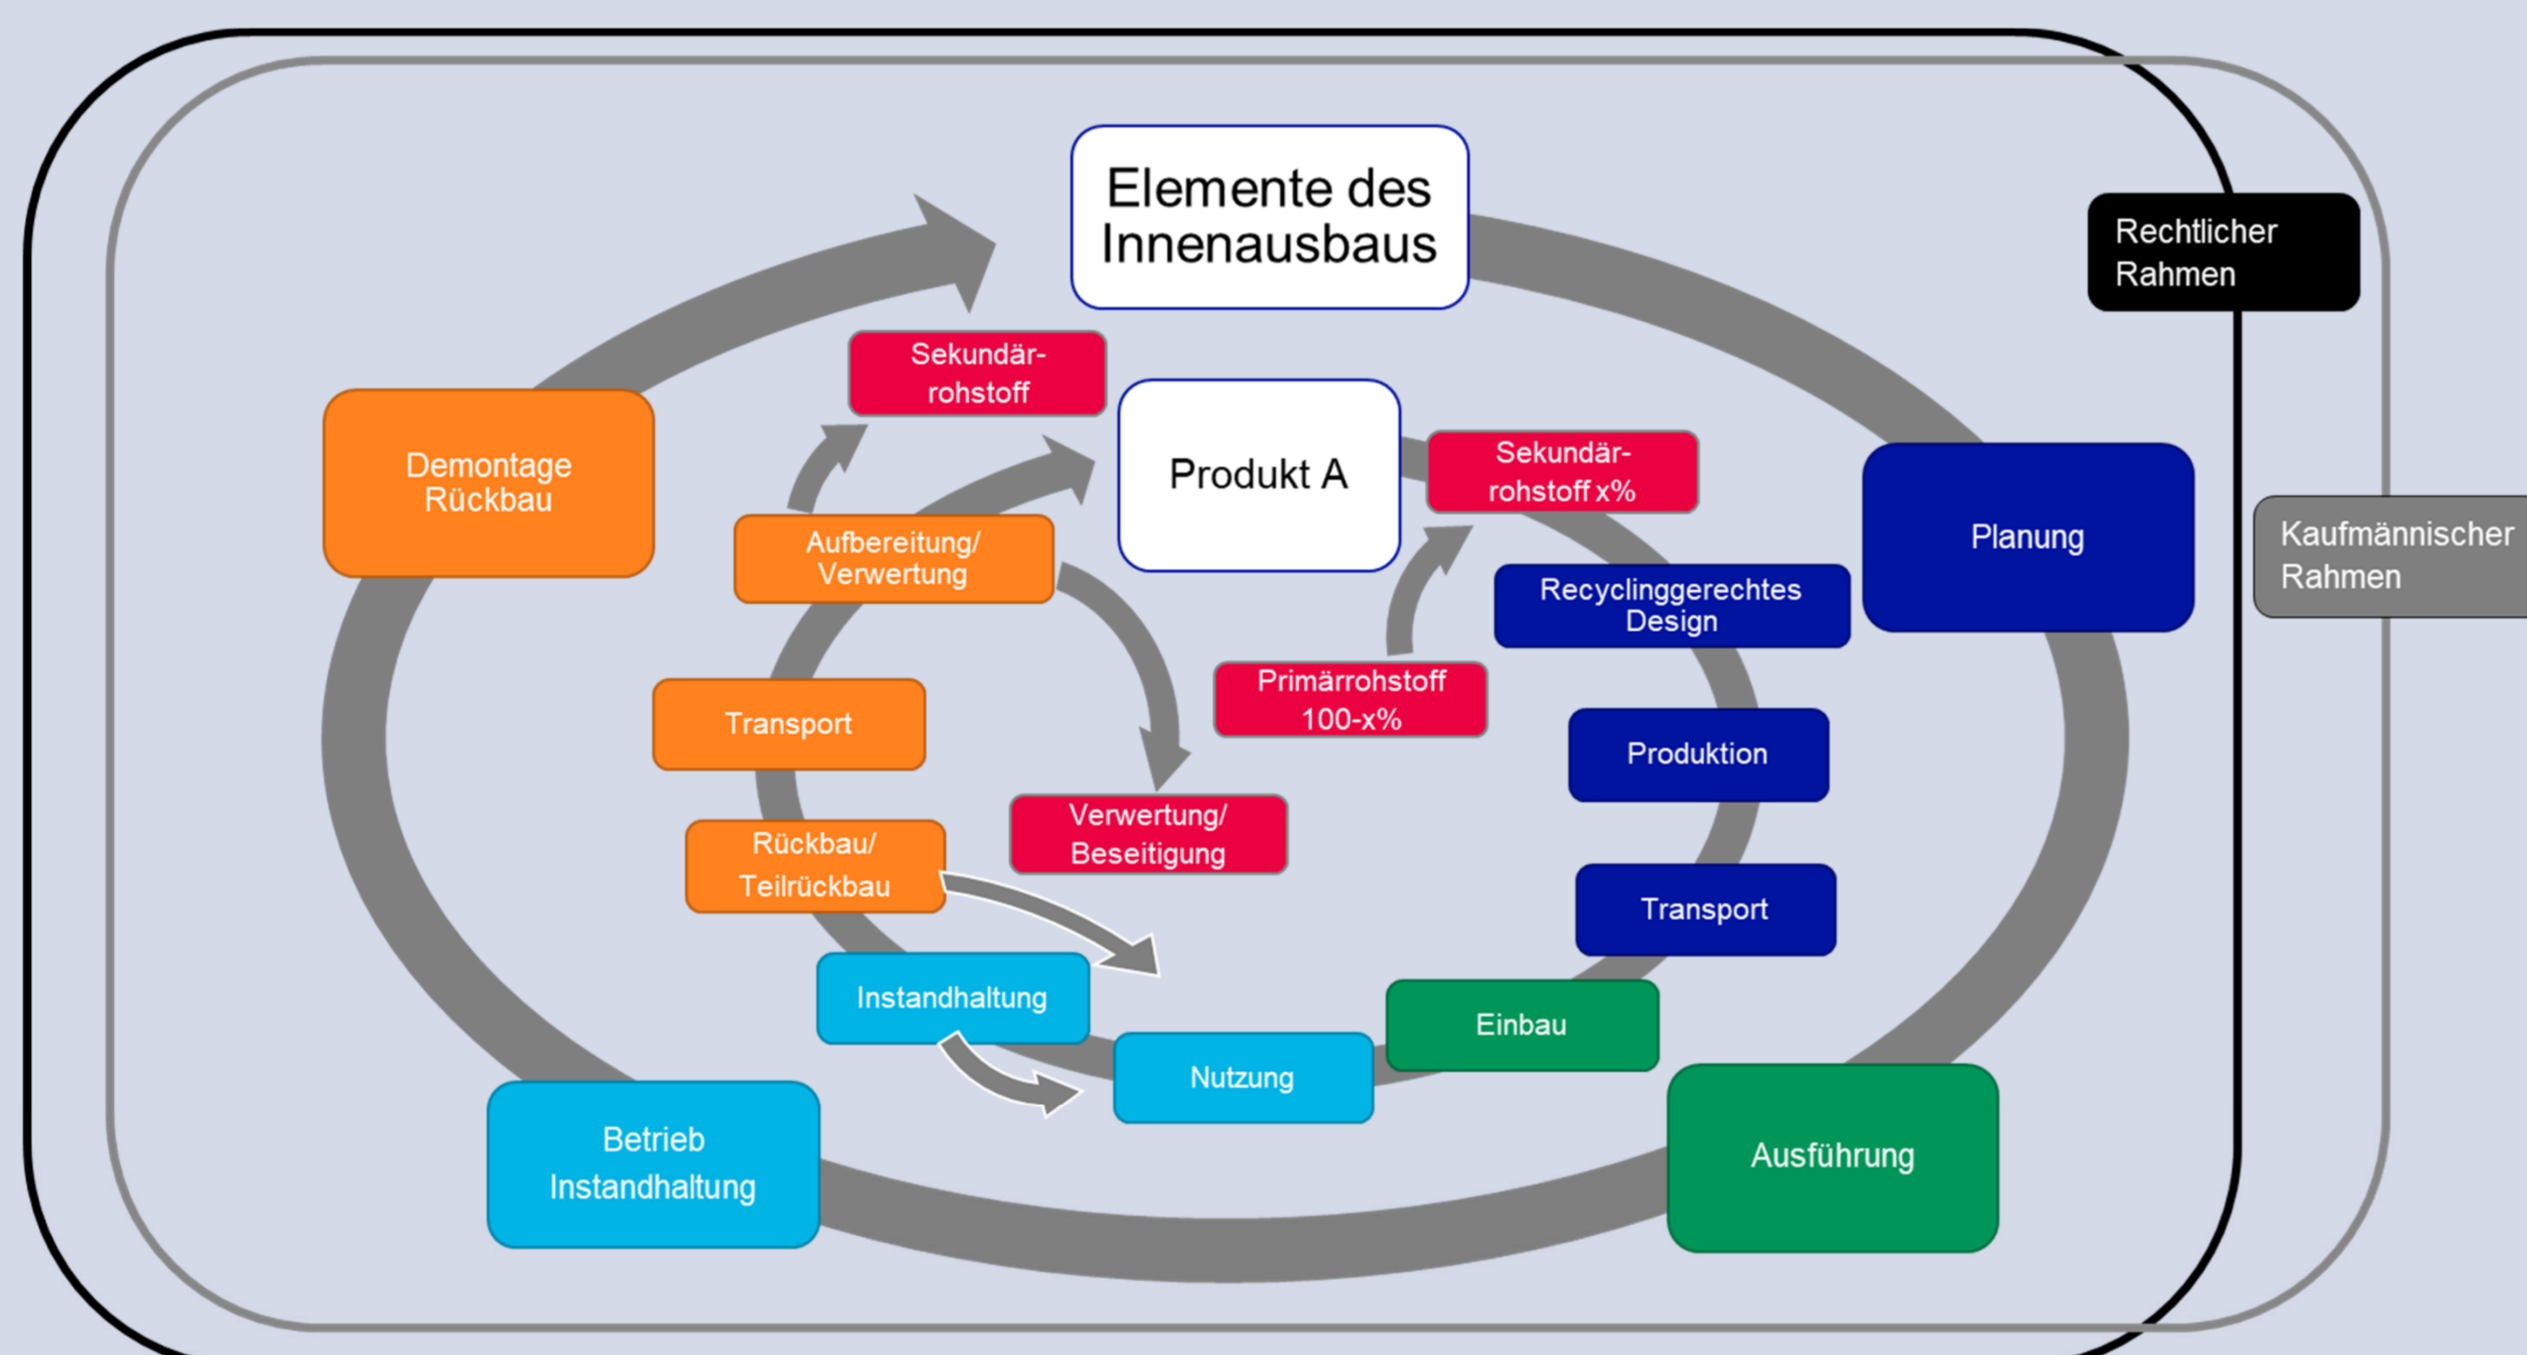 Elemente des
Innenausbaus
Rechtlicher
Rahmen
Sekundär-
rohstoff
Produkt A
Sekundär-
rohstoff x%
Demontage
Rückbau
Planung
Kaufmännischer
Rahmen
Aufbereitung/
Verwertung
Recyclinggerechtes
Design
Primärrohstoff
100-x%
Transport
Produktion
Verwertung/
Beseitigung
Rückbau/
Teilrückbau
Transport
Instandhaltung
Einbau
Nutzung
Betrieb
Instandhaltung
Ausführung